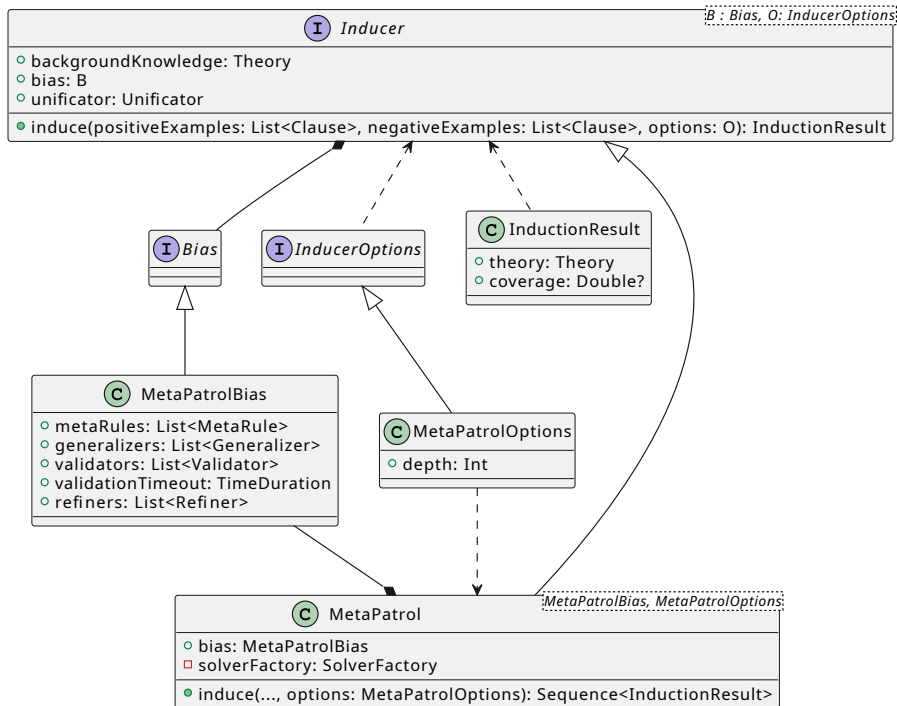 B : Bias, O: InducerOptions
I Inducer
backgroundKnowledge: Theory
bias: B
unificator: Unificator
induce(positiveExamples: List<Clause>, negativeExamples: List<Clause>, options: O): InductionResult
I Bias
I InducerOptions
C InductionResult
theory: Theory
coverage: Double?
C MetaPatrolBias
metaRules: List<MetaRule>
generalizers: List<Generalizer>
validators: List<Validator>
validationTimeout: TimeDuration
refiners: List<Refiner>
C MetaPatrolOptions
depth: Int
MetaPatrolBias, MetaPatrolOptions
C MetaPatrol
bias: MetaPatrolBias
solverFactory: SolverFactory
induce(..., options: MetaPatrolOptions): Sequence<InductionResult>